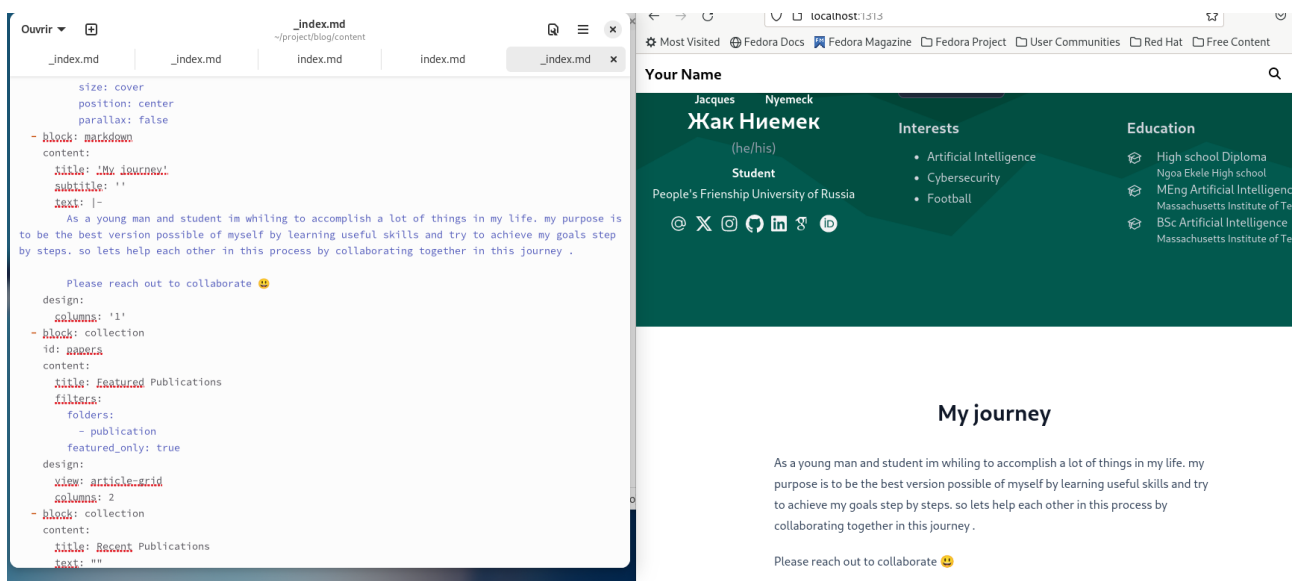 Ouvrir
_index.md
~/project/blog/content
_index.md
_index.md
index.md
index.md
_index.md
size: cover
position: center
parallax: false
- block: markdown
content:
title: 'My journey'
subtitle: ''
text: |-
As a young man and student im whiling to accomplish a lot of things in my life. my purpose is
to be the best version possible of myself by learning useful skills and try to achieve my goals step
by steps. so lets help each other in this process by collaborating together in this journey .
Please reach out to collaborate 😃
design:
columns: '1'
- block: collection
id: papers
content:
title: Featured Publications
filters:
folders:
- publication
featured_only: true
design:
view: article-grid
columns: 2
- block: collection
content:
title: Recent Publications
text: ""
localhost:1313
Most Visited Fedora Docs Fedora Magazine Fedora Project User Communities Red Hat Free Content
Your Name
Jacques Nyemeck
Жак Ниемек
(he/his)
Student
People's Frienship University of Russia
Interests
• Artificial Intelligence
• Cybersecurity
• Football
Education
High school Diploma
Ngoa Ekele High school
MEng Artificial Intelligenc
Massachusetts Institute of Te
BSc Artificial Intelligence
Massachusetts Institute of Te
My journey
As a young man and student im whiling to accomplish a lot of things in my life. my
purpose is to be the best version possible of myself by learning useful skills and try
to achieve my goals step by steps. so lets help each other in this process by
collaborating together in this journey .
Please reach out to collaborate 😃